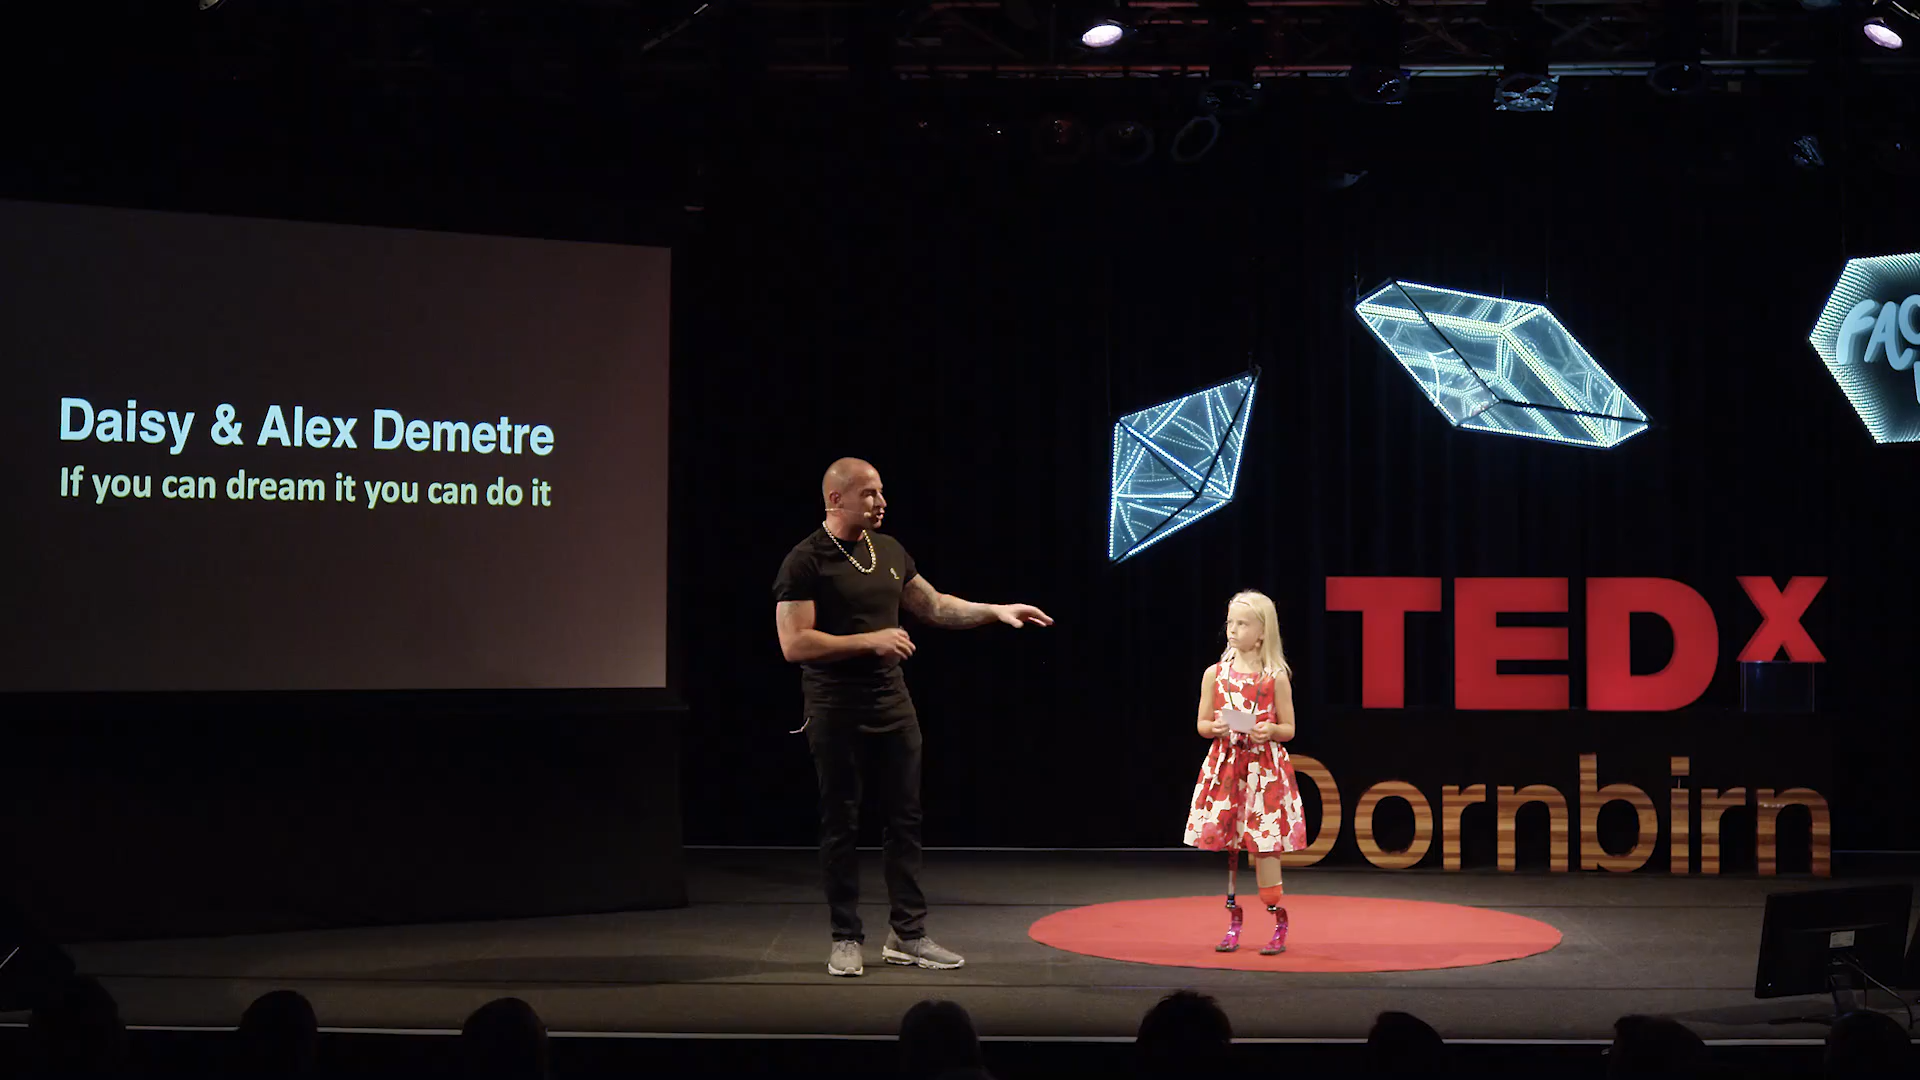 Daisy & Alex Demetre
If you can dream it you can do it
TEDx
Dornbirn